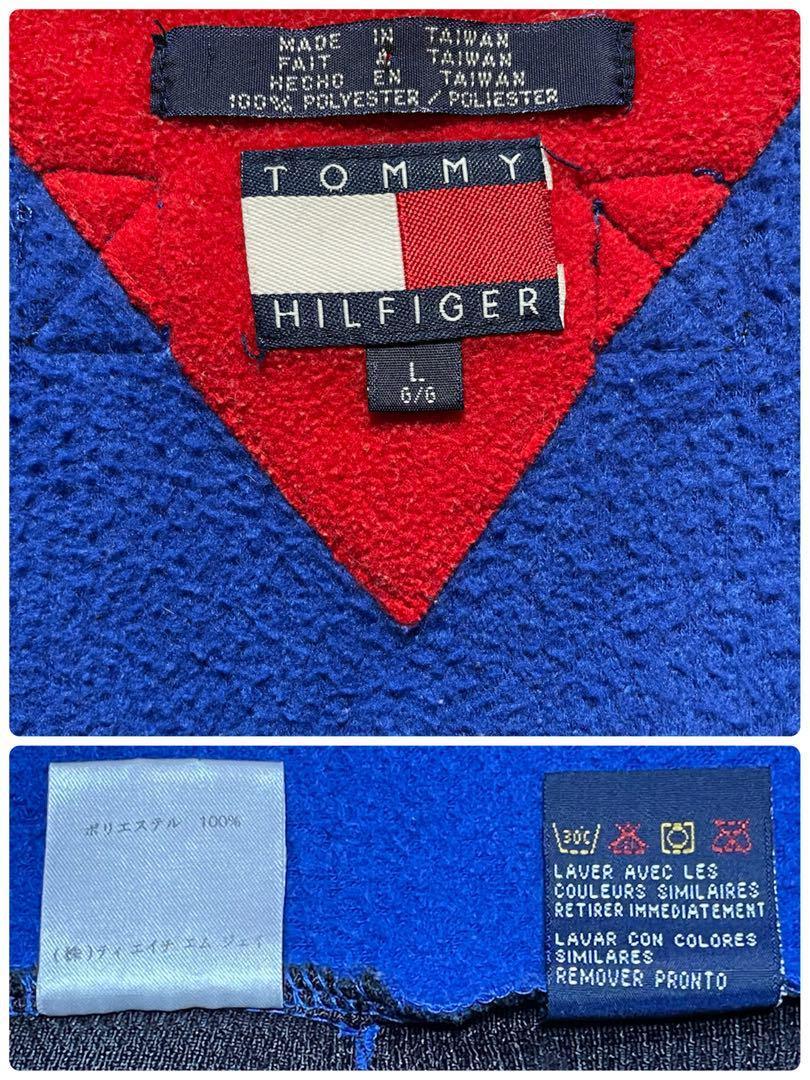 MADE IN TAIWAN
FAIT A TAIWAN
HECHO EN TAIWAN
100% POLYESTER / POLIESTER
TOMMY
HILFIGER
L
G/G
ポリエステル 100%
(株)ティ エイチ エム ジェイ
30C
LAVER AVEC LES
COULEURS SIMILAIRES
RETIRER IMMEDIATEMENT
LAVAR CON COLORES
SIMILARES
REMOVER PRONTO